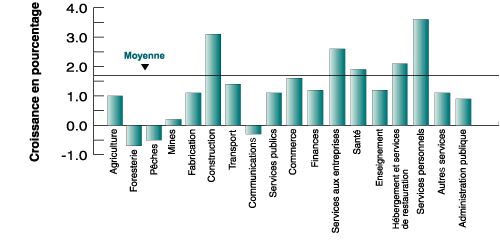 Croissance en pourcentage
4.0
3.0
2.0
1.0
0.0
-1.0
Moyenne
Agriculture
Foresterie
Pêches
Mines
Fabrication
Construction
Transport
Communications
Services publics
Commerce
Finances
Services aux entreprises
Santé
Enseignement
Hébergement et services
de restauration
Services personnels
Autres services
Administration publique